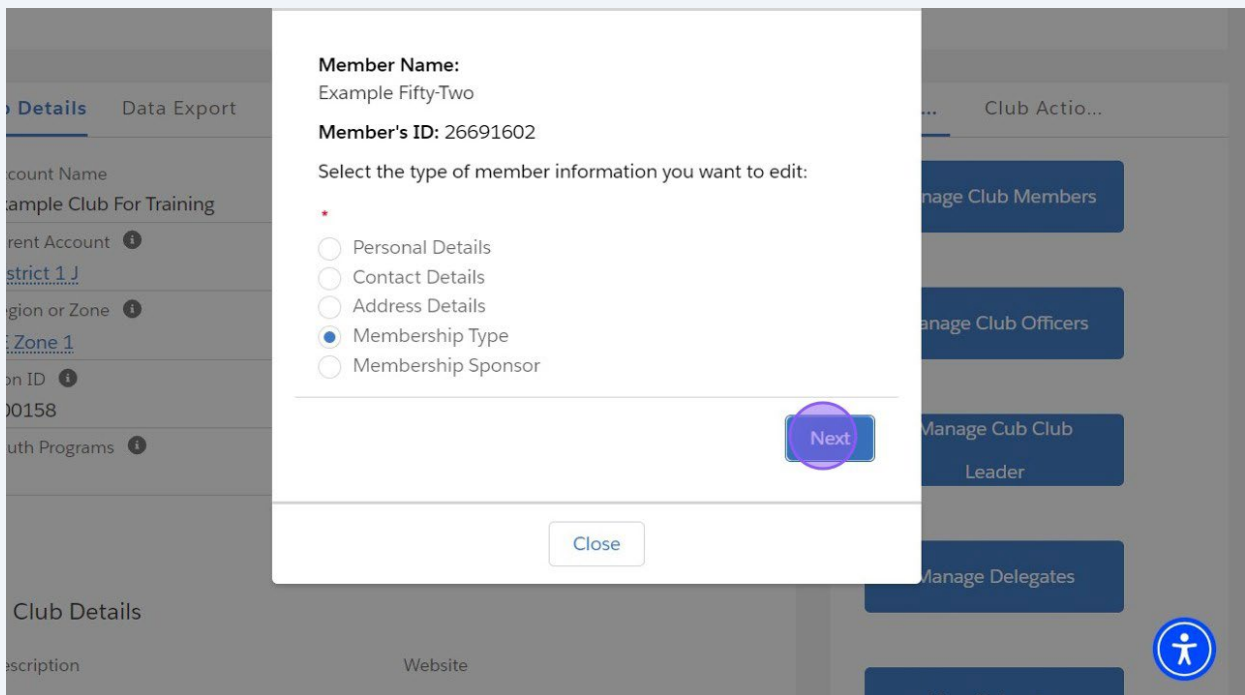 Member Name:
Example Fifty-Two
Member's ID: 26691602
Select the type of member information you want to edit:
*
Personal Details
Contact Details
Address Details
Membership Type
Membership Sponsor
Next
Close
Details
Data Export
count Name
ample Club For Training
rent Account
strict 1 J
gion or Zone
Zone 1
on ID
00158
uth Programs
Club Details
escription
Website
...
Club Actio...
nage Club Members
anage Club Officers
Manage Cub Club
Leader
Manage Delegates